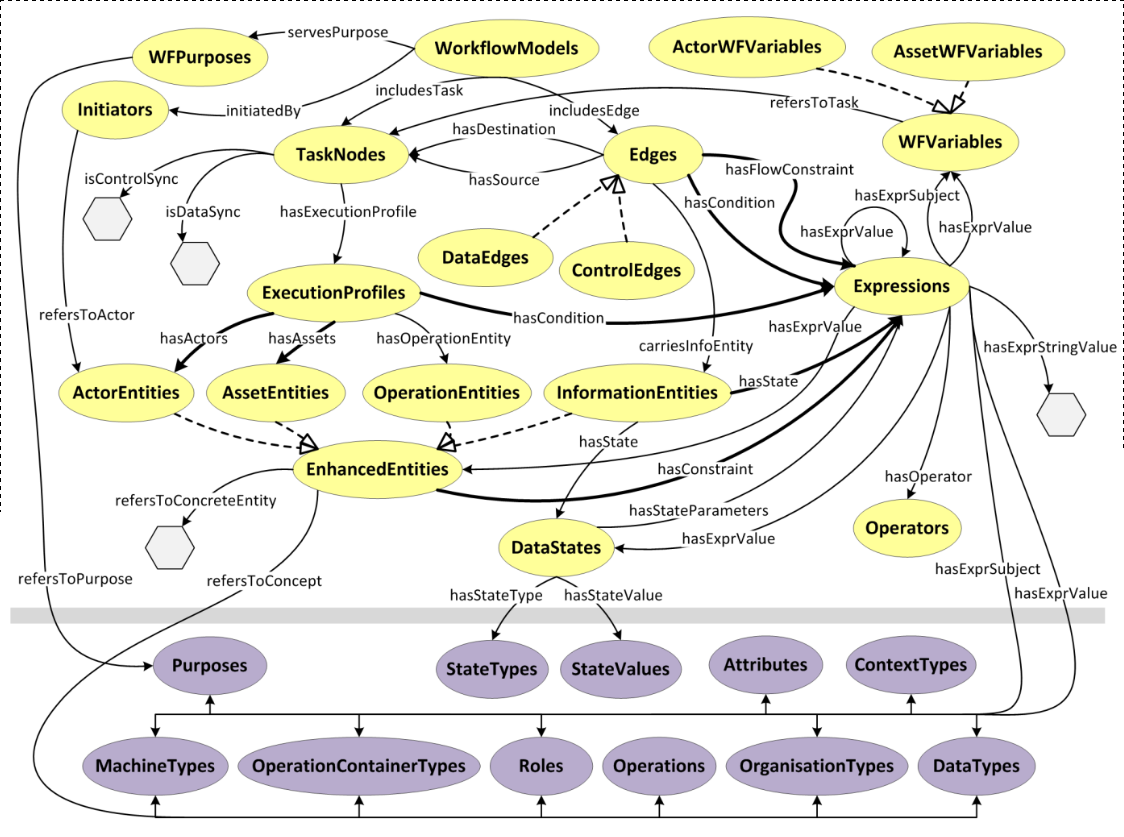 servesPurpose
WorkflowModels
ActorWFVariables
AssetWFVariables
WFPurposes
Initiators
initiatedBy
includesTask
includesEdge
refersToTask
hasDestination
TaskNodes
Edges
WFVariables
isControlSync
hasSource
hasFlowConstraint
isDataSync
hasExecutionProfile
hasCondition
hasExprSubject
hasExprValue
hasExprValue
DataEdges
ControlEdges
ExecutionProfiles
Expressions
refersToActor
hasCondition
hasExprValue
hasActors
hasAssets
hasOperationEntity
carriesInfoEntity
hasExprStringValue
ActorEntities
AssetEntities
OperationEntities
InformationEntities
hasState
hasState
EnhancedEntities
hasConstraint
hasOperator
refersToConcreteEntity
hasStateParameters
Operators
DataStates
hasExprValue
refersToPurpose
refersToConcept
hasExprSubject
hasStateType
hasStateValue
hasExprValue
Purposes
StateTypes
StateValues
Attributes
ContextTypes
MachineTypes
OperationContainerTypes
Roles
Operations
OrganisationTypes
DataTypes